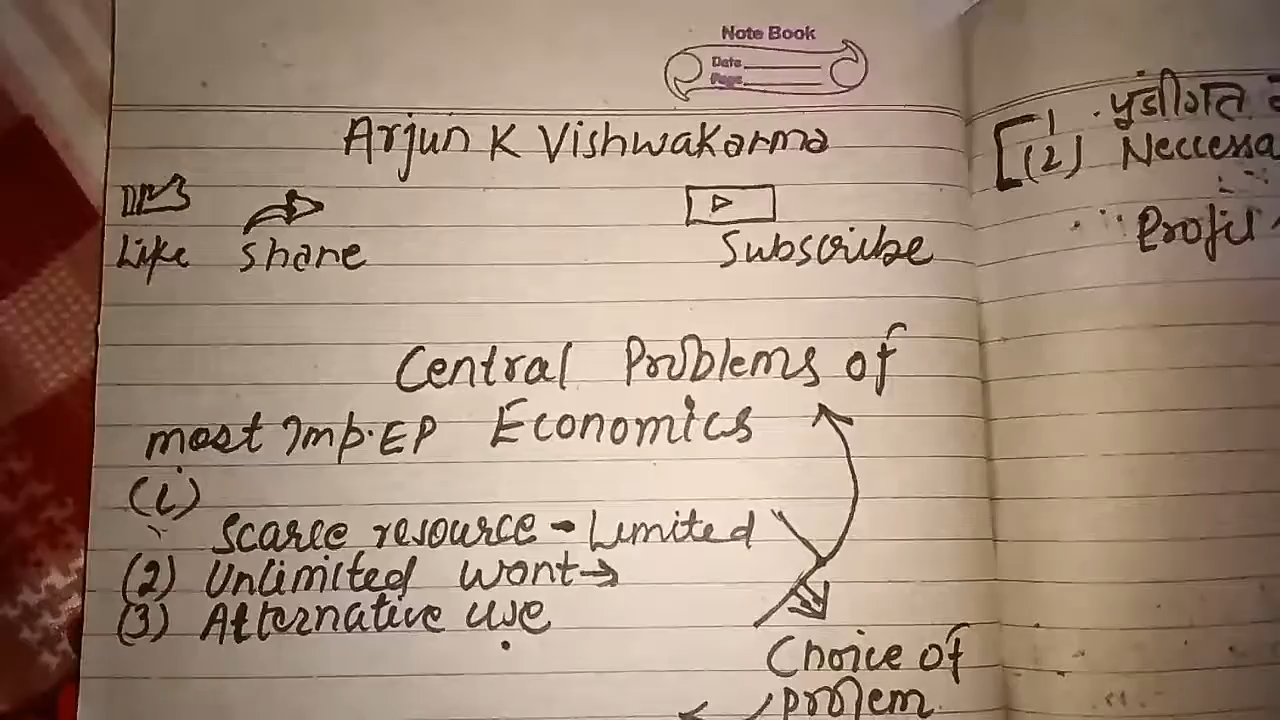 Note Book
Date
Page
Arjun K Vishwakarma
Like Share
Subscribe
Central Problems of
most Imp. EP Economics
(i)
Scarce resource - Limited
(2) Unlimited Wont →
(3) Alternative use
Choice of
problem
1
(2) Neccessa
Profit